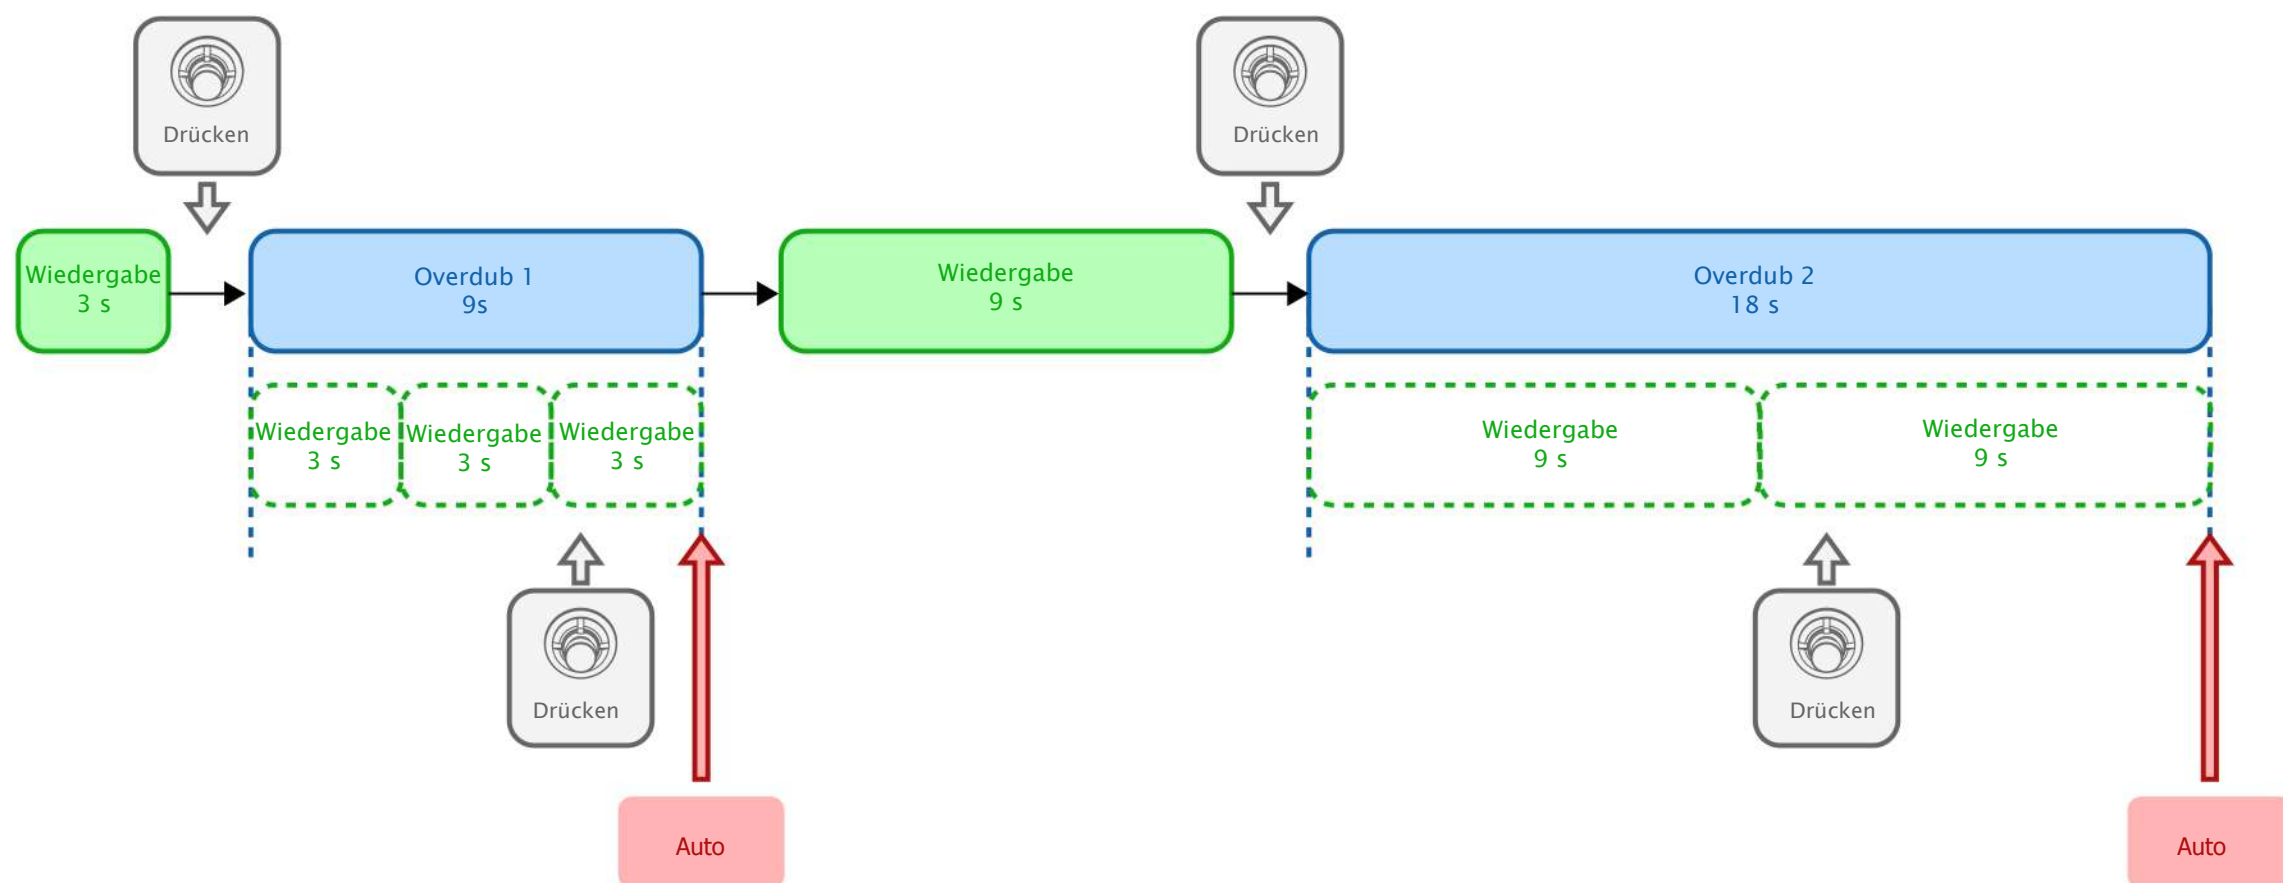 Drücken
Drücken
Wiedergabe
3 s
Overdub 1
9s
Wiedergabe
9 s
Overdub 2
18 s
Wiedergabe
3 s
Wiedergabe
3 s
Wiedergabe
3 s
Wiedergabe
9 s
Wiedergabe
9 s
Drücken
Drücken
Auto
Auto